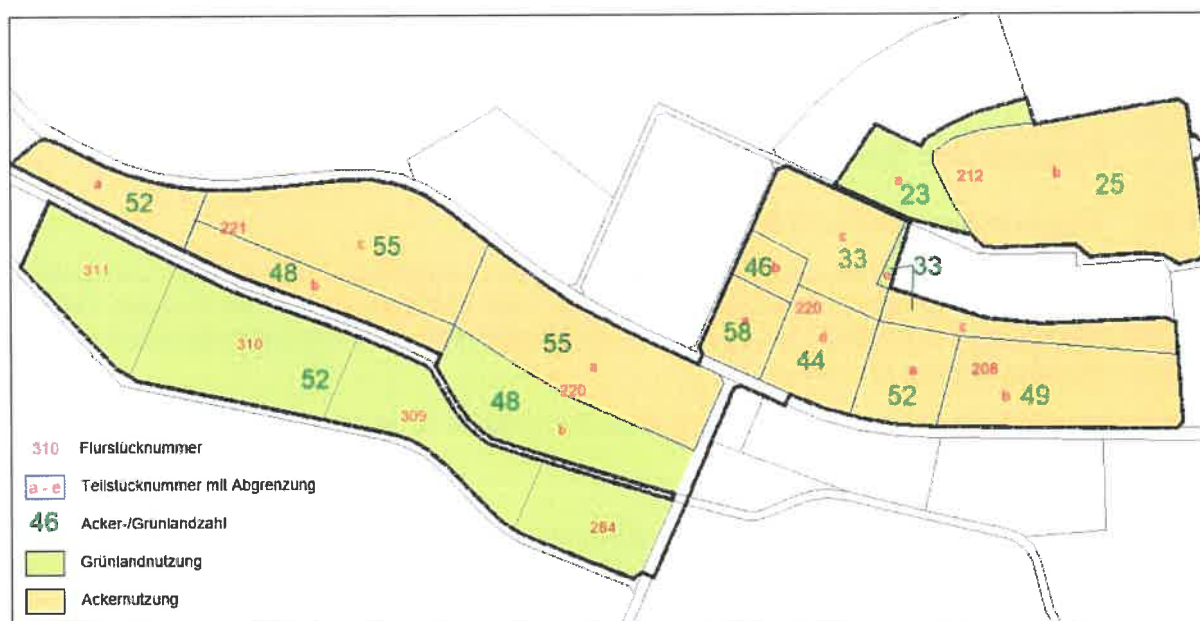 a
52
221
c
55
48
b
311
310
52
309
55
a
220
48
b
264
a
23
212
b
25
c
33
e
33
46
b
a
58
220
d
44
c
a
52
208
b
49
310 Flurstücknummer
a - e Teilstücknummer mit Abgrenzung
46 Acker-/Grünlandzahl
Grünlandnutzung
Ackernutzung